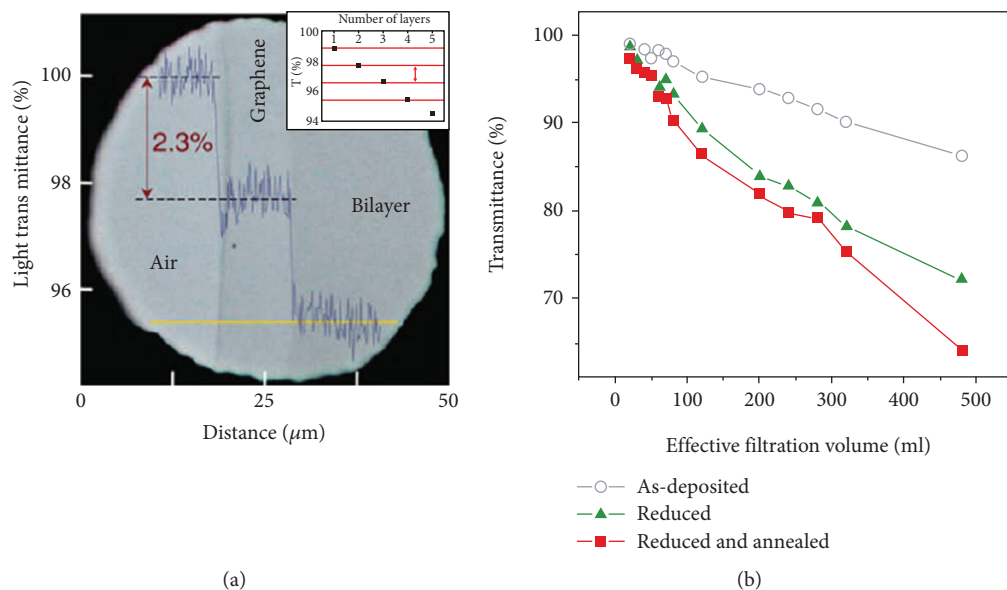 Number of layers
1 2 3 4 5
100
98
96
94
T (%)
Graphene
100
98
96
2.3%
Air
Bilayer
Light trans mittance (%)
0 25 50
Distance (μm)
(a)
100
90
80
70
Transmittance (%)
0 100 200 300 400 500
Effective filtration volume (ml)
As-deposited
Reduced
Reduced and annealed
(b)